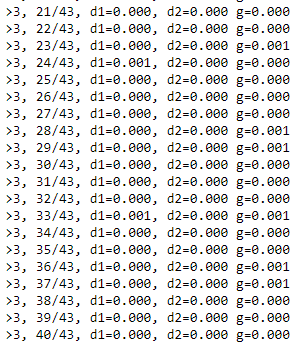 >3, 21/43, d1=0.000, d2=0.000 g=0.000
>3, 22/43, d1=0.000, d2=0.000 g=0.000
>3, 23/43, d1=0.000, d2=0.000 g=0.001
>3, 24/43, d1=0.001, d2=0.000 g=0.000
>3, 25/43, d1=0.000, d2=0.000 g=0.000
>3, 26/43, d1=0.000, d2=0.000 g=0.000
>3, 27/43, d1=0.000, d2=0.000 g=0.000
>3, 28/43, d1=0.000, d2=0.000 g=0.001
>3, 29/43, d1=0.000, d2=0.000 g=0.001
>3, 30/43, d1=0.000, d2=0.000 g=0.000
>3, 31/43, d1=0.000, d2=0.000 g=0.000
>3, 32/43, d1=0.000, d2=0.000 g=0.000
>3, 33/43, d1=0.001, d2=0.000 g=0.001
>3, 34/43, d1=0.000, d2=0.000 g=0.000
>3, 35/43, d1=0.000, d2=0.000 g=0.000
>3, 36/43, d1=0.000, d2=0.000 g=0.001
>3, 37/43, d1=0.000, d2=0.000 g=0.001
>3, 38/43, d1=0.000, d2=0.000 g=0.000
>3, 39/43, d1=0.000, d2=0.000 g=0.000
>3, 40/43, d1=0.000, d2=0.000 g=0.000